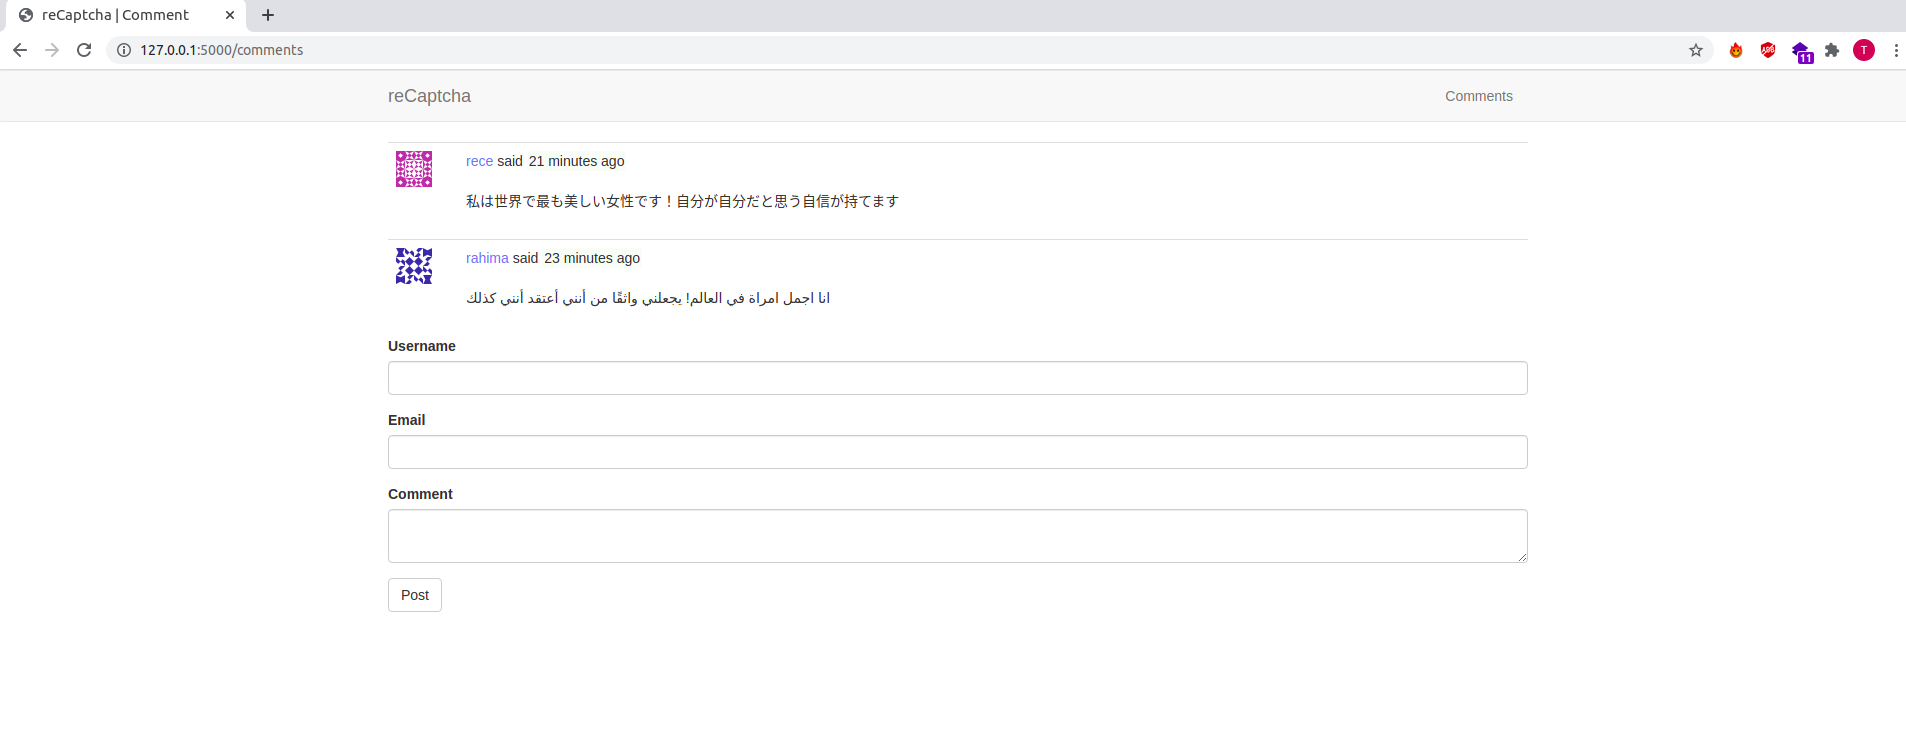 reCaptcha | Comment
127.0.0.1:5000/comments
11
T
reCaptcha
Comments
rece said 21 minutes ago
私は世界で最も美しい女性です！自分が自分だと思う自信が持てます
rahima said 23 minutes ago
انا اجمل امراة في العالم! يجعلني واثقًا من أنني أعتقد أنني كذلك
Username
Email
Comment
Post